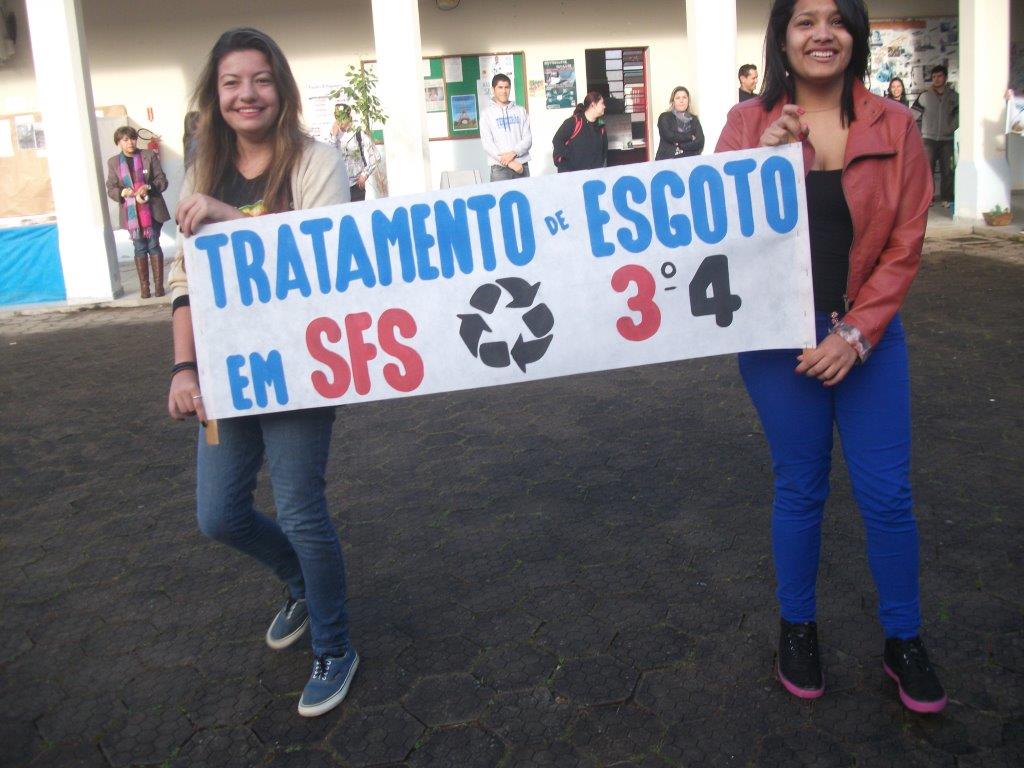 TRATAMENTO DE ESGOTO
EM SFS 3º 4